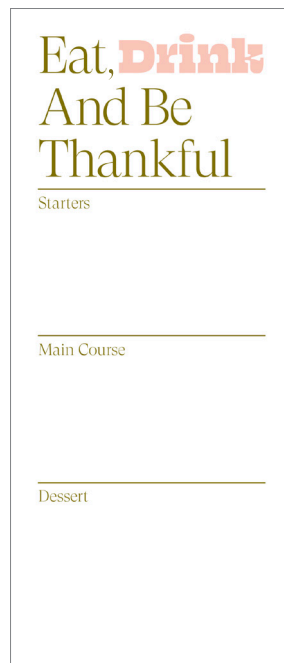 Eat, Drink
And Be
Thankful
Starters
Main Course
Dessert